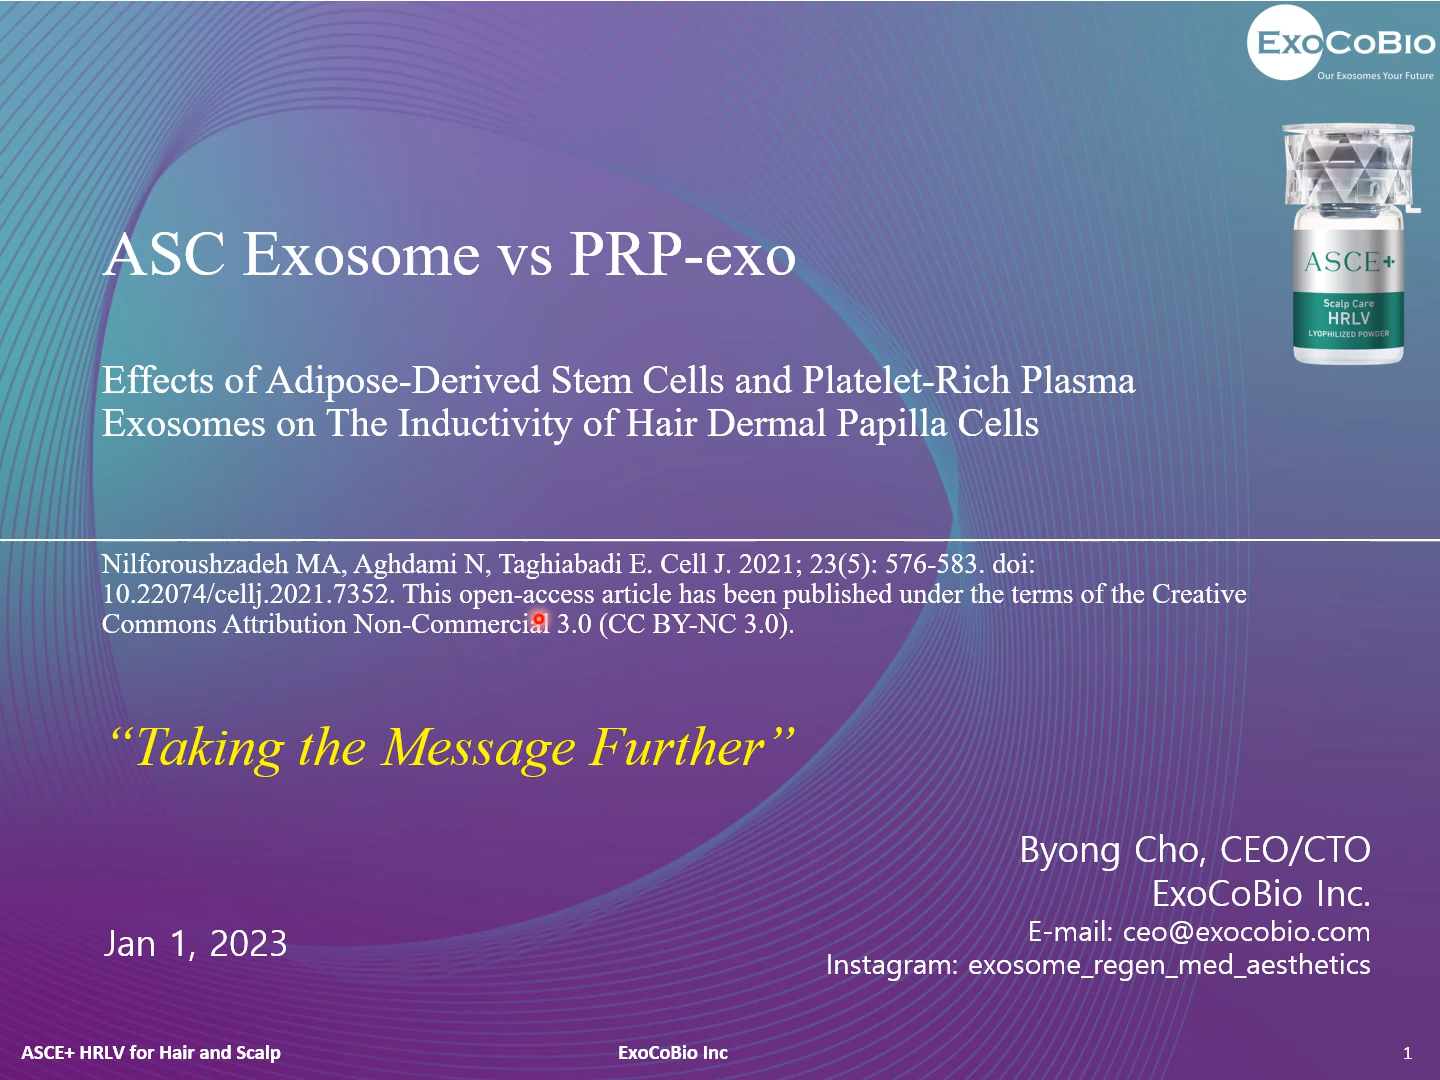 ExoCoBio
Our Exosomes Your Future
ASCE+
Scalp Care
HRLV
LYOPHILIZED POWDER
ASC Exosome vs PRP-exo
Effects of Adipose-Derived Stem Cells and Platelet-Rich Plasma
Exosomes on The Inductivity of Hair Dermal Papilla Cells
Nilforoushzadeh MA, Aghdami N, Taghiabadi E. Cell J. 2021; 23(5): 576-583. doi:
10.22074/cellj.2021.7352. This open-access article has been published under the terms of the Creative
Commons Attribution Non-Commercial 3.0 (CC BY-NC 3.0).
“Taking the Message Further”
Byong Cho, CEO/CTO
ExoCoBio Inc.
E-mail: ceo@exocobio.com
Instagram: exosome_regen_med_aesthetics
Jan 1, 2023
ASCE+ HRLV for Hair and Scalp
ExoCoBio Inc
1